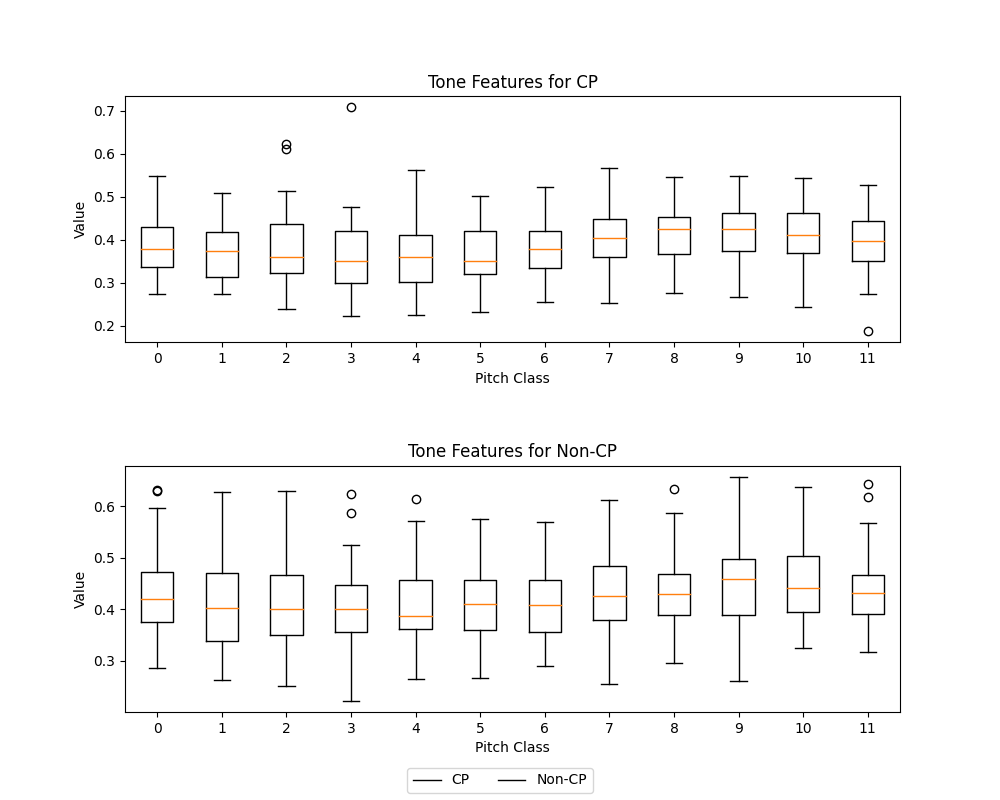 Tone Features for CP
0.7
0.6
0.5
0.4
0.3
0.2
Value
0 1 2 3 4 5 6 7 8 9 10 11
Pitch Class
Tone Features for Non-CP
0.6
0.5
0.4
0.3
Value
0 1 2 3 4 5 6 7 8 9 10 11
Pitch Class
CP Non-CP